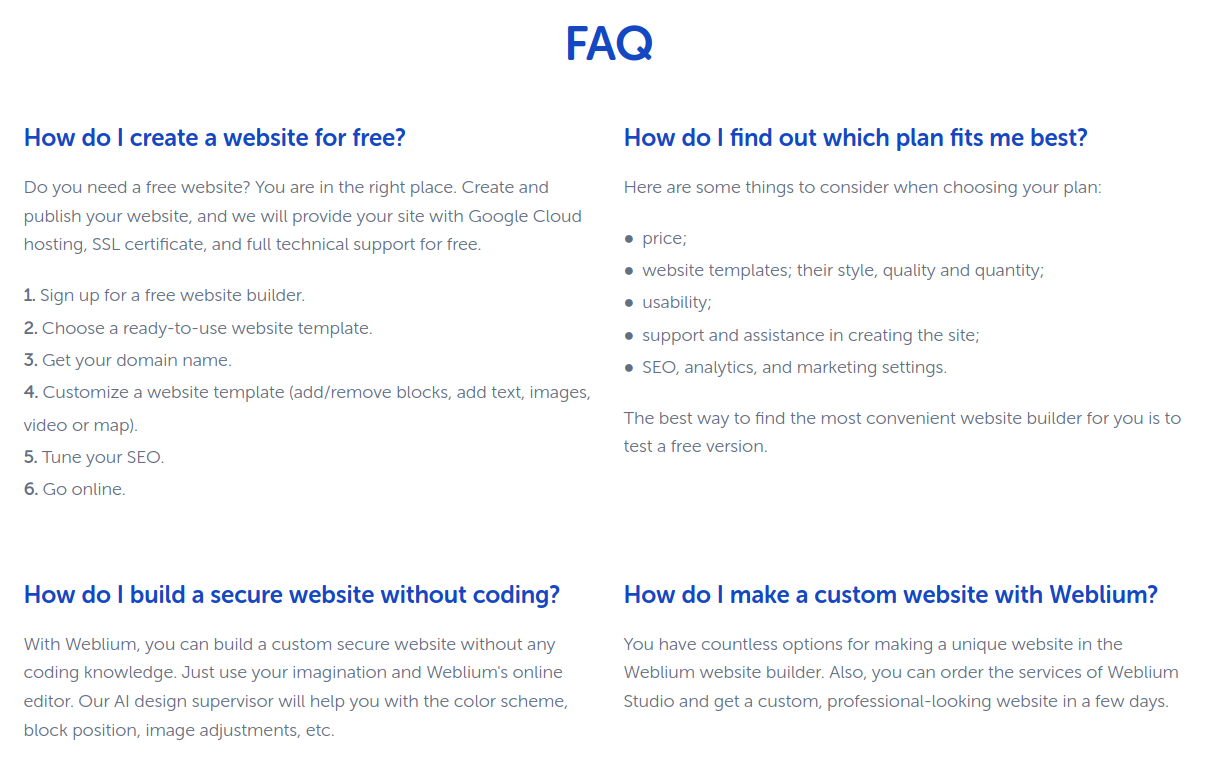 FAQ
How do I create a website for free?
Do you need a free website? You are in the right place. Create and
publish your website, and we will provide your site with Google Cloud
hosting, SSL certificate, and full technical support for free.
1. Sign up for a free website builder.
2. Choose a ready-to-use website template.
3. Get your domain name.
4. Customize a website template (add/remove blocks, add text, images,
video or map).
5. Tune your SEO.
6. Go online.
How do I find out which plan fits me best?
Here are some things to consider when choosing your plan:
● price;
● website templates; their style, quality and quantity;
● usability;
● support and assistance in creating the site;
● SEO, analytics, and marketing settings.
The best way to find the most convenient website builder for you is to
test a free version.
How do I build a secure website without coding?
With Weblium, you can build a custom secure website without any
coding knowledge. Just use your imagination and Weblium's online
editor. Our AI design supervisor will help you with the color scheme,
block position, image adjustments, etc.
How do I make a custom website with Weblium?
You have countless options for making a unique website in the
Weblium website builder. Also, you can order the services of Weblium
Studio and get a custom, professional-looking website in a few days.